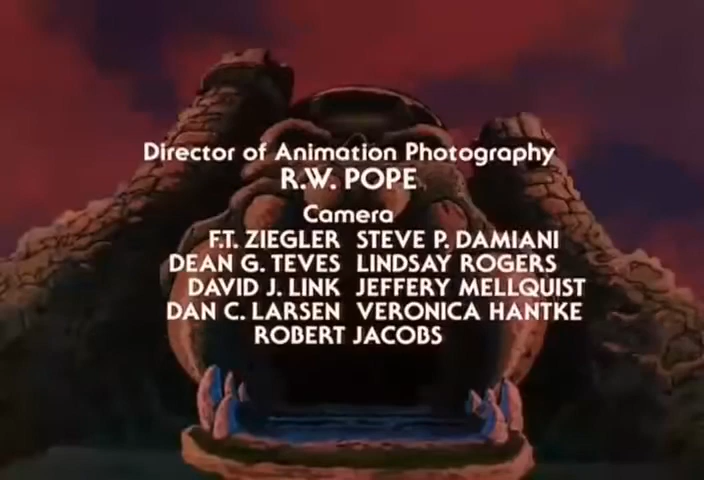 Director of Animation Photography
R.W. POPE
Camera
F.T. ZIEGLER STEVE P. DAMIANI
DEAN G. TEVES LINDSAY ROGERS
DAVID J. LINK JEFFERY MELLQUIST
DAN C. LARSEN VERONICA HANTKE
ROBERT JACOBS